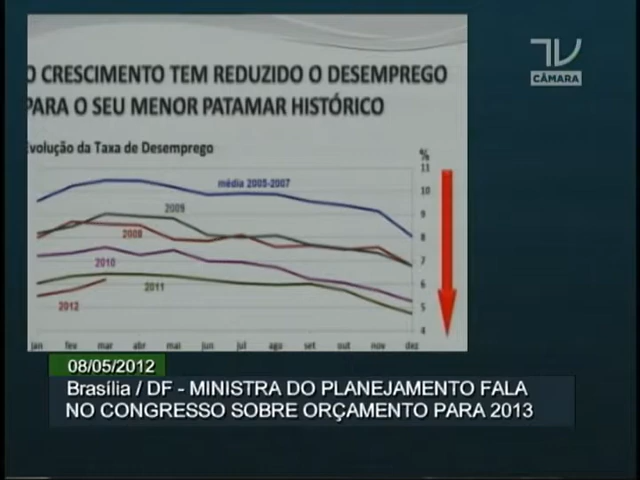 TV
CÂMARA
O CRESCIMENTO TEM REDUZIDO O DESEMPREGO
PARA O SEU MENOR PATAMAR HISTÓRICO
Evolução da Taxa de Desemprego
%
11
média 2005-2007
10
2009
9
2008
8
7
2010
2011
6
2012
5
4
jan fev mar abr mai jun jul ago set out nov dez
08/05/2012
Brasília / DF - MINISTRA DO PLANEJAMENTO FALA
NO CONGRESSO SOBRE ORÇAMENTO PARA 2013